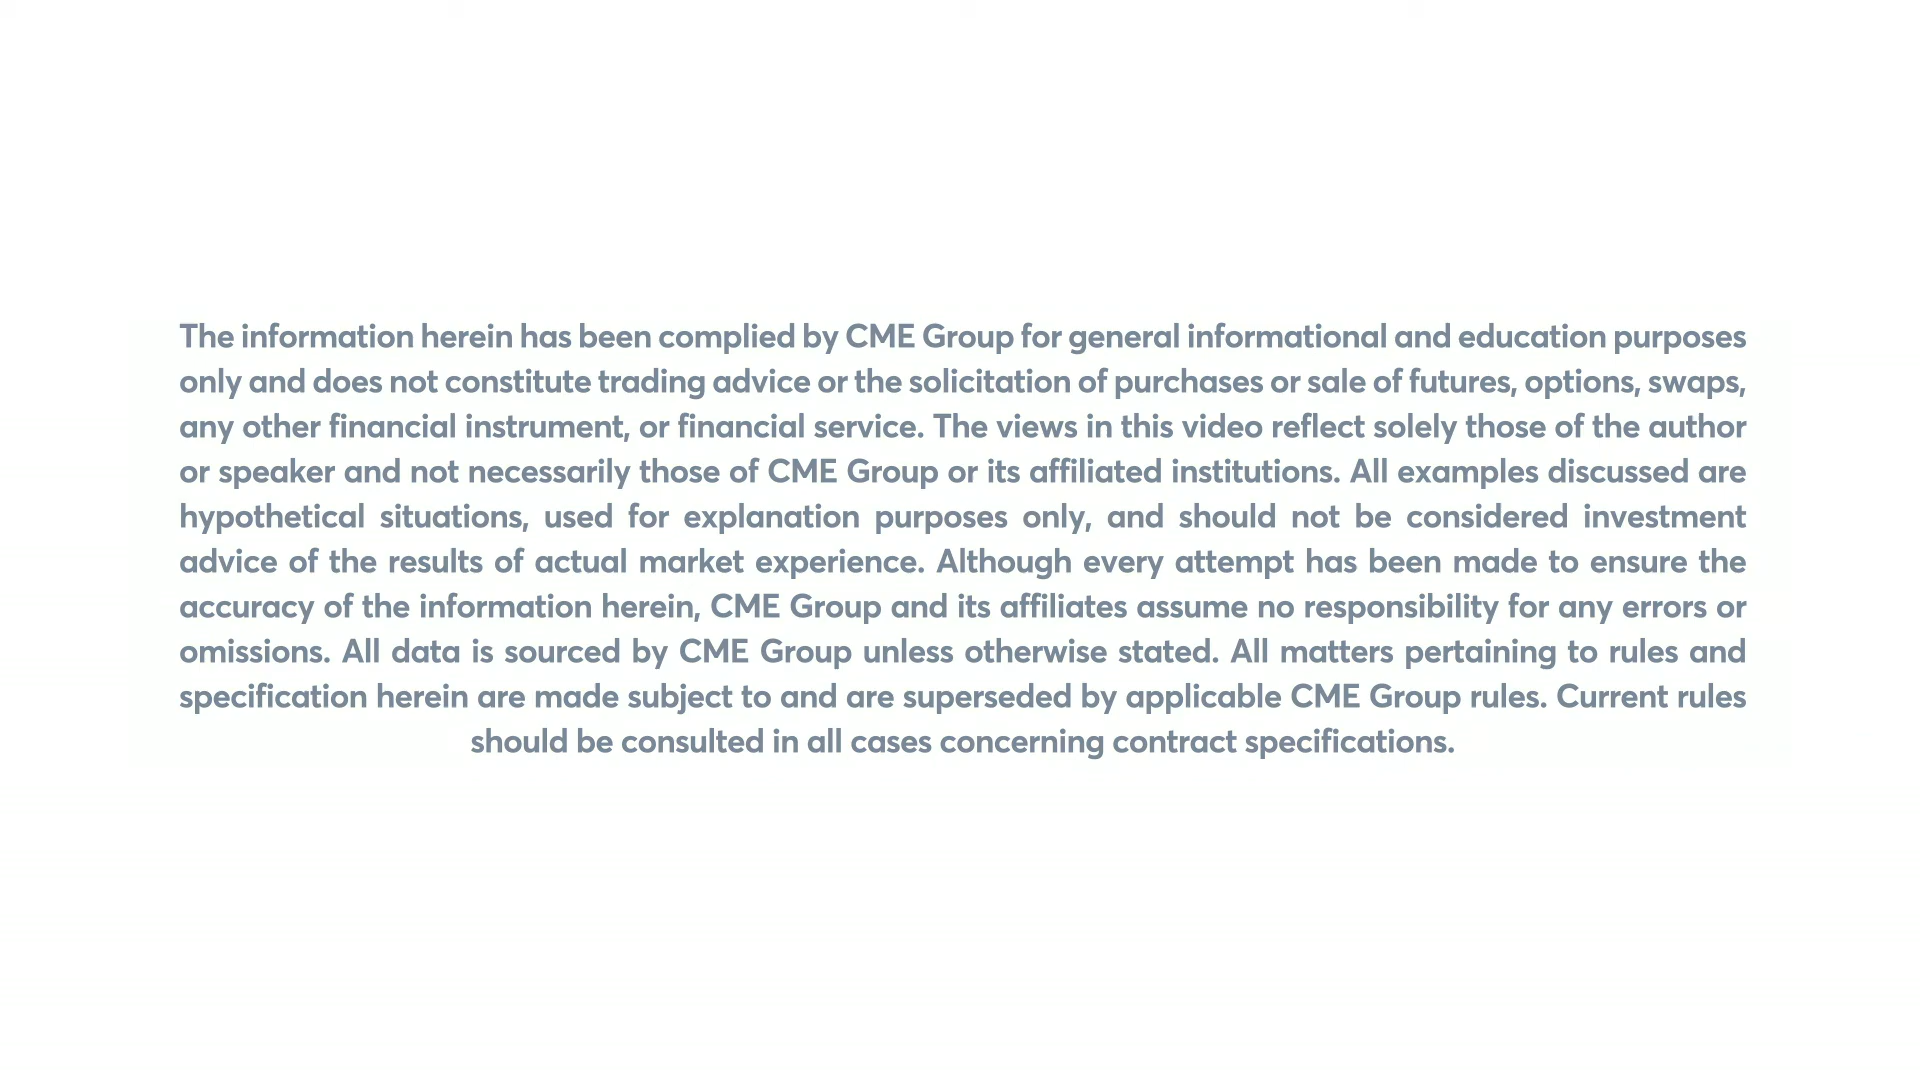 The information herein has been complied by CME Group for general informational and education purposes
only and does not constitute trading advice or the solicitation of purchases or sale of futures, options, swaps,
any other financial instrument, or financial service. The views in this video reflect solely those of the author
or speaker and not necessarily those of CME Group or its affiliated institutions. All examples discussed are
hypothetical situations, used for explanation purposes only, and should not be considered investment
advice of the results of actual market experience. Although every attempt has been made to ensure the
accuracy of the information herein, CME Group and its affiliates assume no responsibility for any errors or
omissions. All data is sourced by CME Group unless otherwise stated. All matters pertaining to rules and
specification herein are made subject to and are superseded by applicable CME Group rules. Current rules
should be consulted in all cases concerning contract specifications.